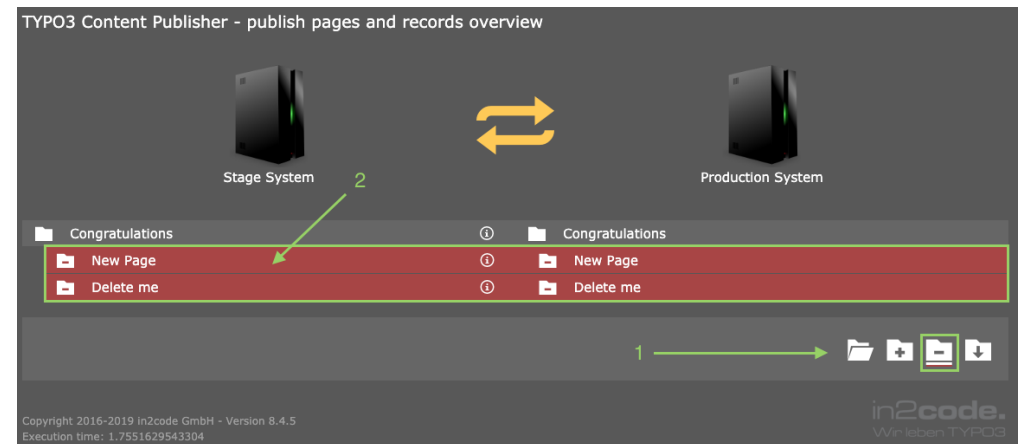 TYPO3 Content Publisher - publish pages and records overview
Stage System
Production System
2
Congratulations
Congratulations
New Page
New Page
Delete me
Delete me
1
in2code.
Wir leben TYPO3
Copyright 2016-2019 in2code GmbH - Version 8.4.5
Execution time: 1.7551629543304